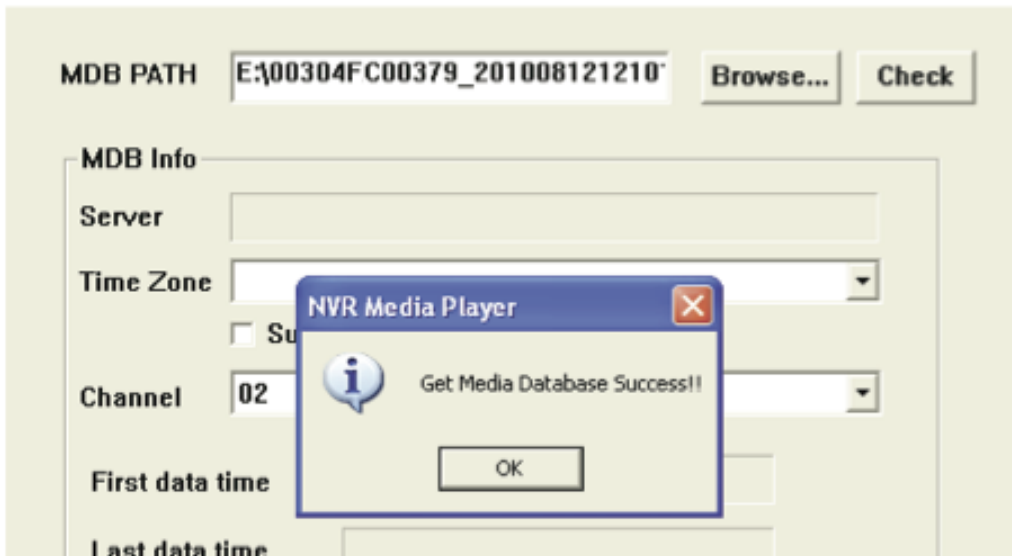 MDB PATH E:\00304FC00379_201008121210 Browse... Check
MDB Info
Server
Time Zone
NVR Media Player
Su
Get Media Database Success!!
Channel 02
OK
First data time
Last data time